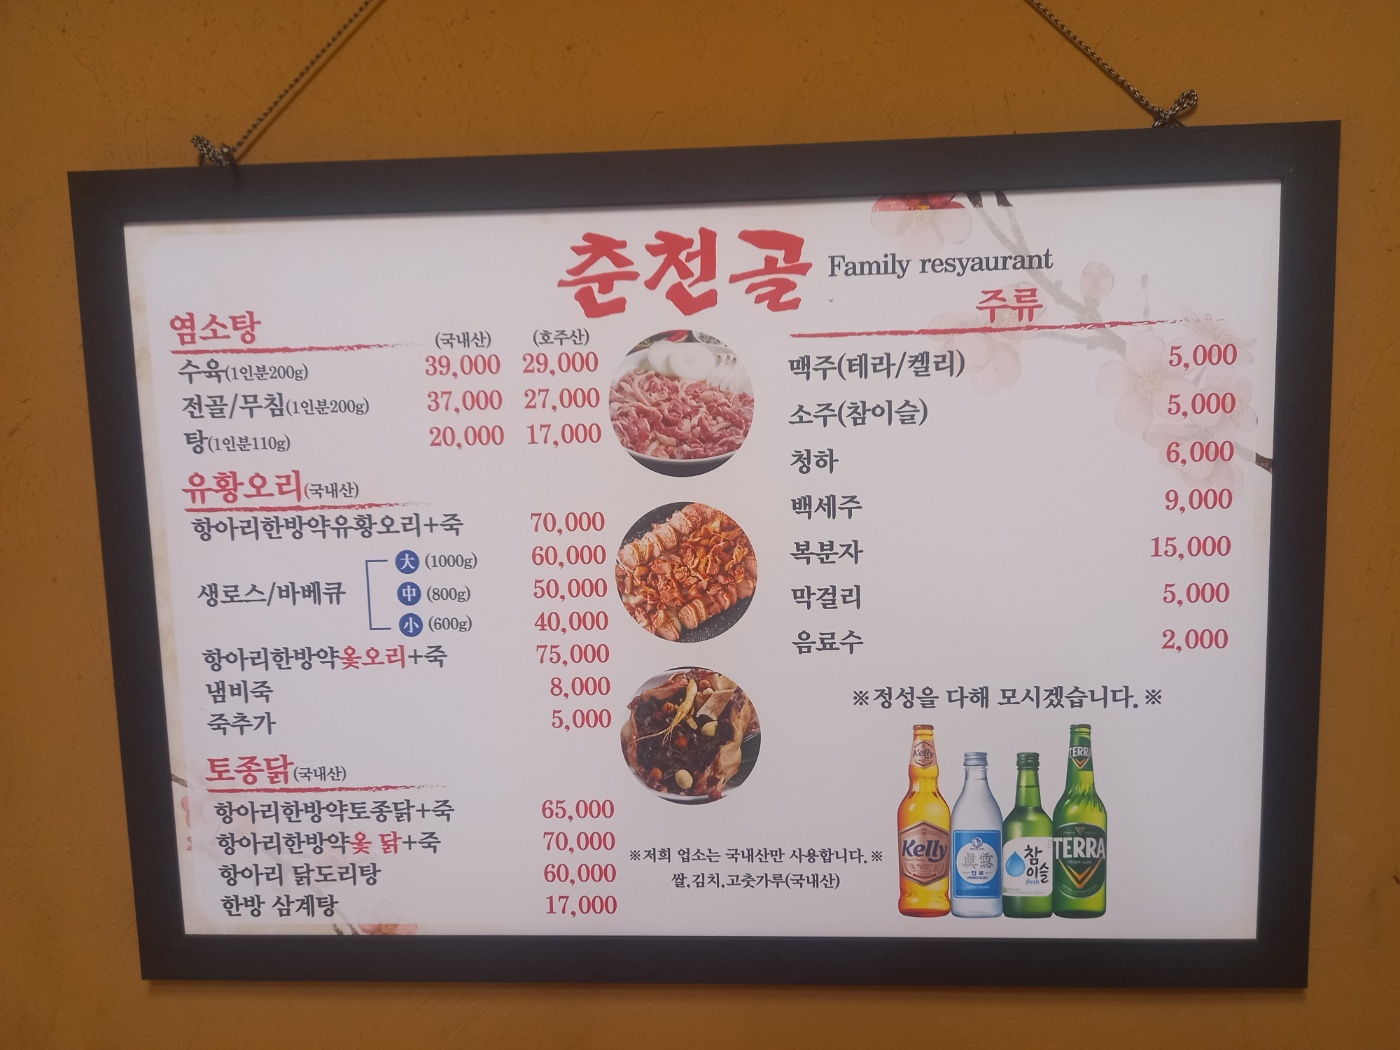 춘천골 Family resyaurant
염소탕
(국내산) (호주산)
수육(1인분200g) 39,000 29,000
전골/무침(1인분200g) 37,000 27,000
탕(1인분110g) 20,000 17,000
유황오리(국내산)
항아리한방약유황오리+죽 70,000
생로스/바베큐
大 (1000g) 60,000
中 (800g) 50,000
小 (600g) 40,000
항아리한방약옻오리+죽 75,000
냄비죽 8,000
죽추가 5,000
토종닭(국내산)
항아리한방약토종닭+죽 65,000
항아리한방약옻 닭+죽 70,000
항아리 닭도리탕 60,000
한방 삼계탕 17,000
※저희 업소는 국내산만 사용합니다.※
쌀,김치,고춧가루(국내산)
주류
맥주(테라/켈리) 5,000
소주(참이슬) 5,000
청하 6,000
백세주 9,000
복분자 15,000
막걸리 5,000
음료수 2,000
※정성을 다해 모시겠습니다.※
Kelly
Kelly
참이슬
fresh
TERRA
TERRA